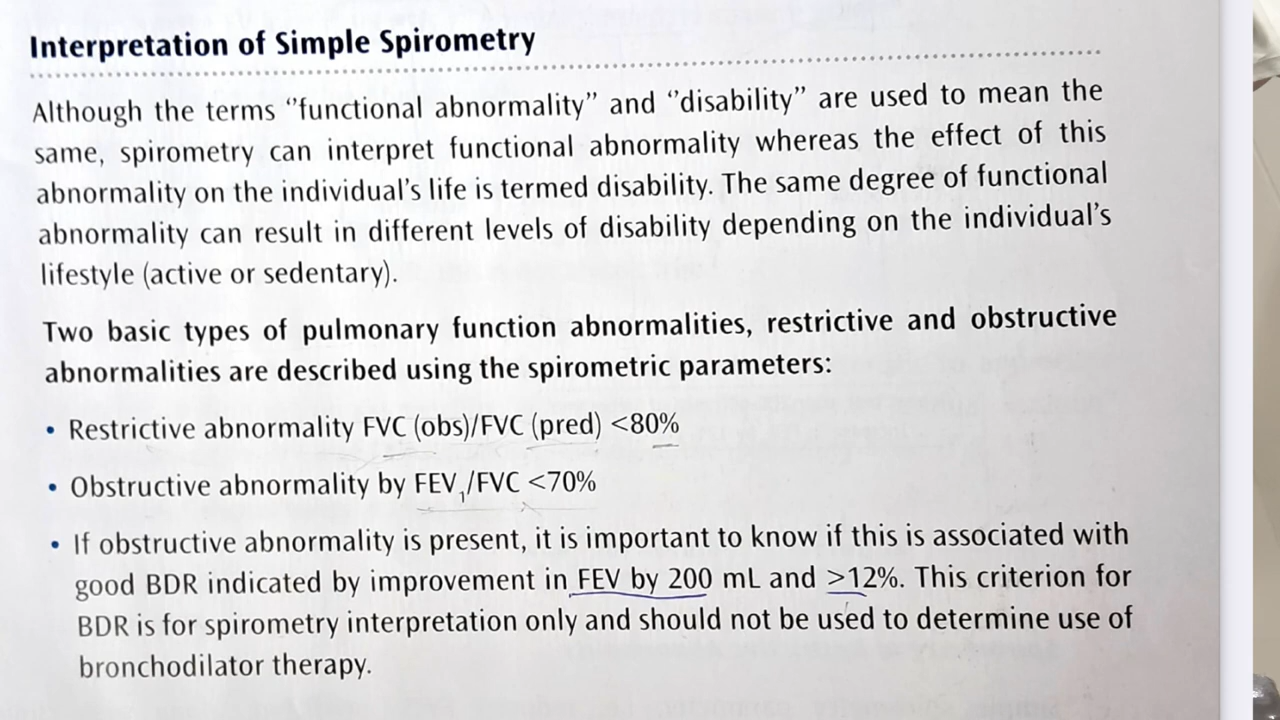 Interpretation of Simple Spirometry
Although the terms “functional abnormality” and “disability” are used to mean the
same, spirometry can interpret functional abnormality whereas the effect of this
abnormality on the individual’s life is termed disability. The same degree of functional
abnormality can result in different levels of disability depending on the individual’s
lifestyle (active or sedentary).
Two basic types of pulmonary function abnormalities, restrictive and obstructive
abnormalities are described using the spirometric parameters:
• Restrictive abnormality FVC (obs)/FVC (pred) <80%
• Obstructive abnormality by FEV₁/FVC <70%
• If obstructive abnormality is present, it is important to know if this is associated with
good BDR indicated by improvement in FEV by 200 mL and >12%. This criterion for
BDR is for spirometry interpretation only and should not be used to determine use of
bronchodilator therapy.